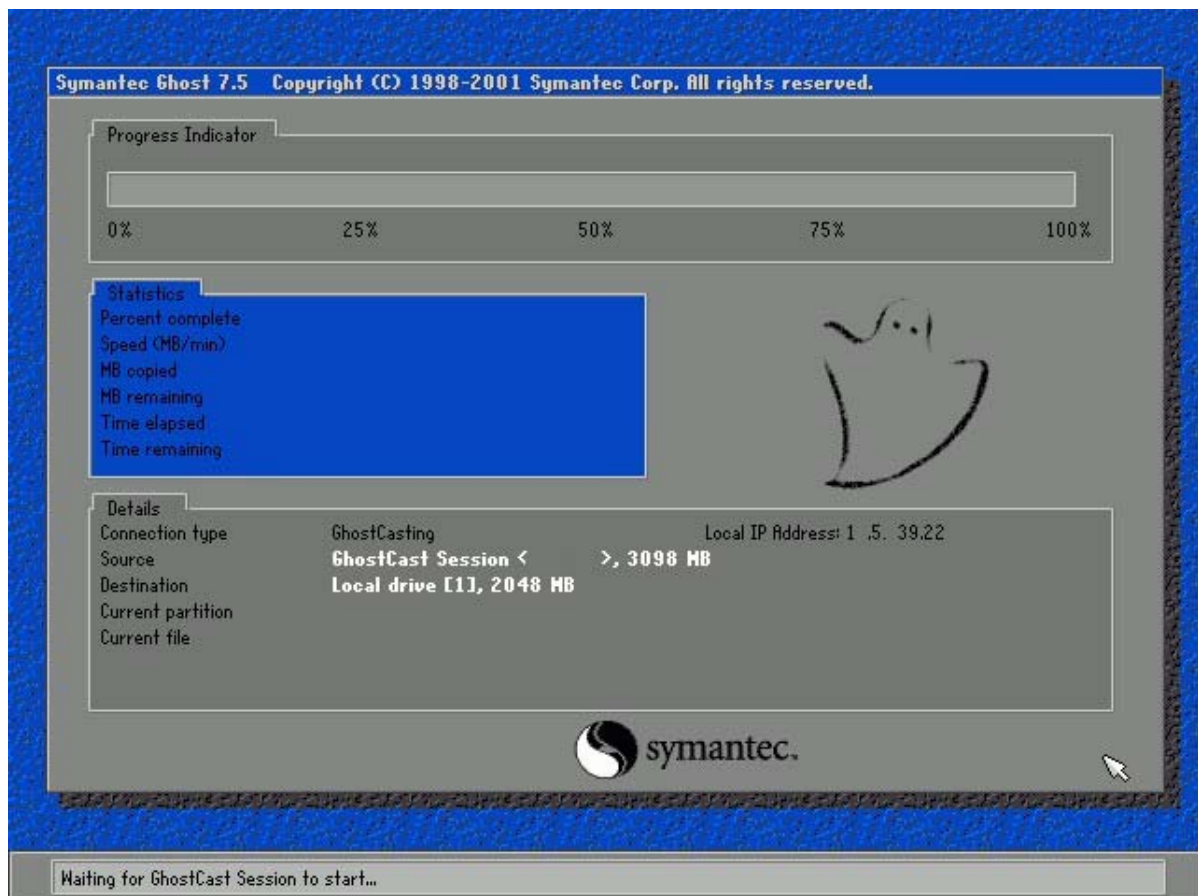 Symantec Ghost 7.5 Copyright (C) 1998-2001 Symantec Corp. All rights reserved.
Progress Indicator
0% 25% 50% 75% 100%
Statistics
Percent complete
Speed (MB/min)
MB copied
MB remaining
Time elapsed
Time remaining
Details
Connection type GhostCasting Local IP Address: 1 .5. 39.22
Source GhostCast Session < >, 3098 MB
Destination Local drive [1], 2048 MB
Current partition
Current file
symantec.
Waiting for GhostCast Session to start...